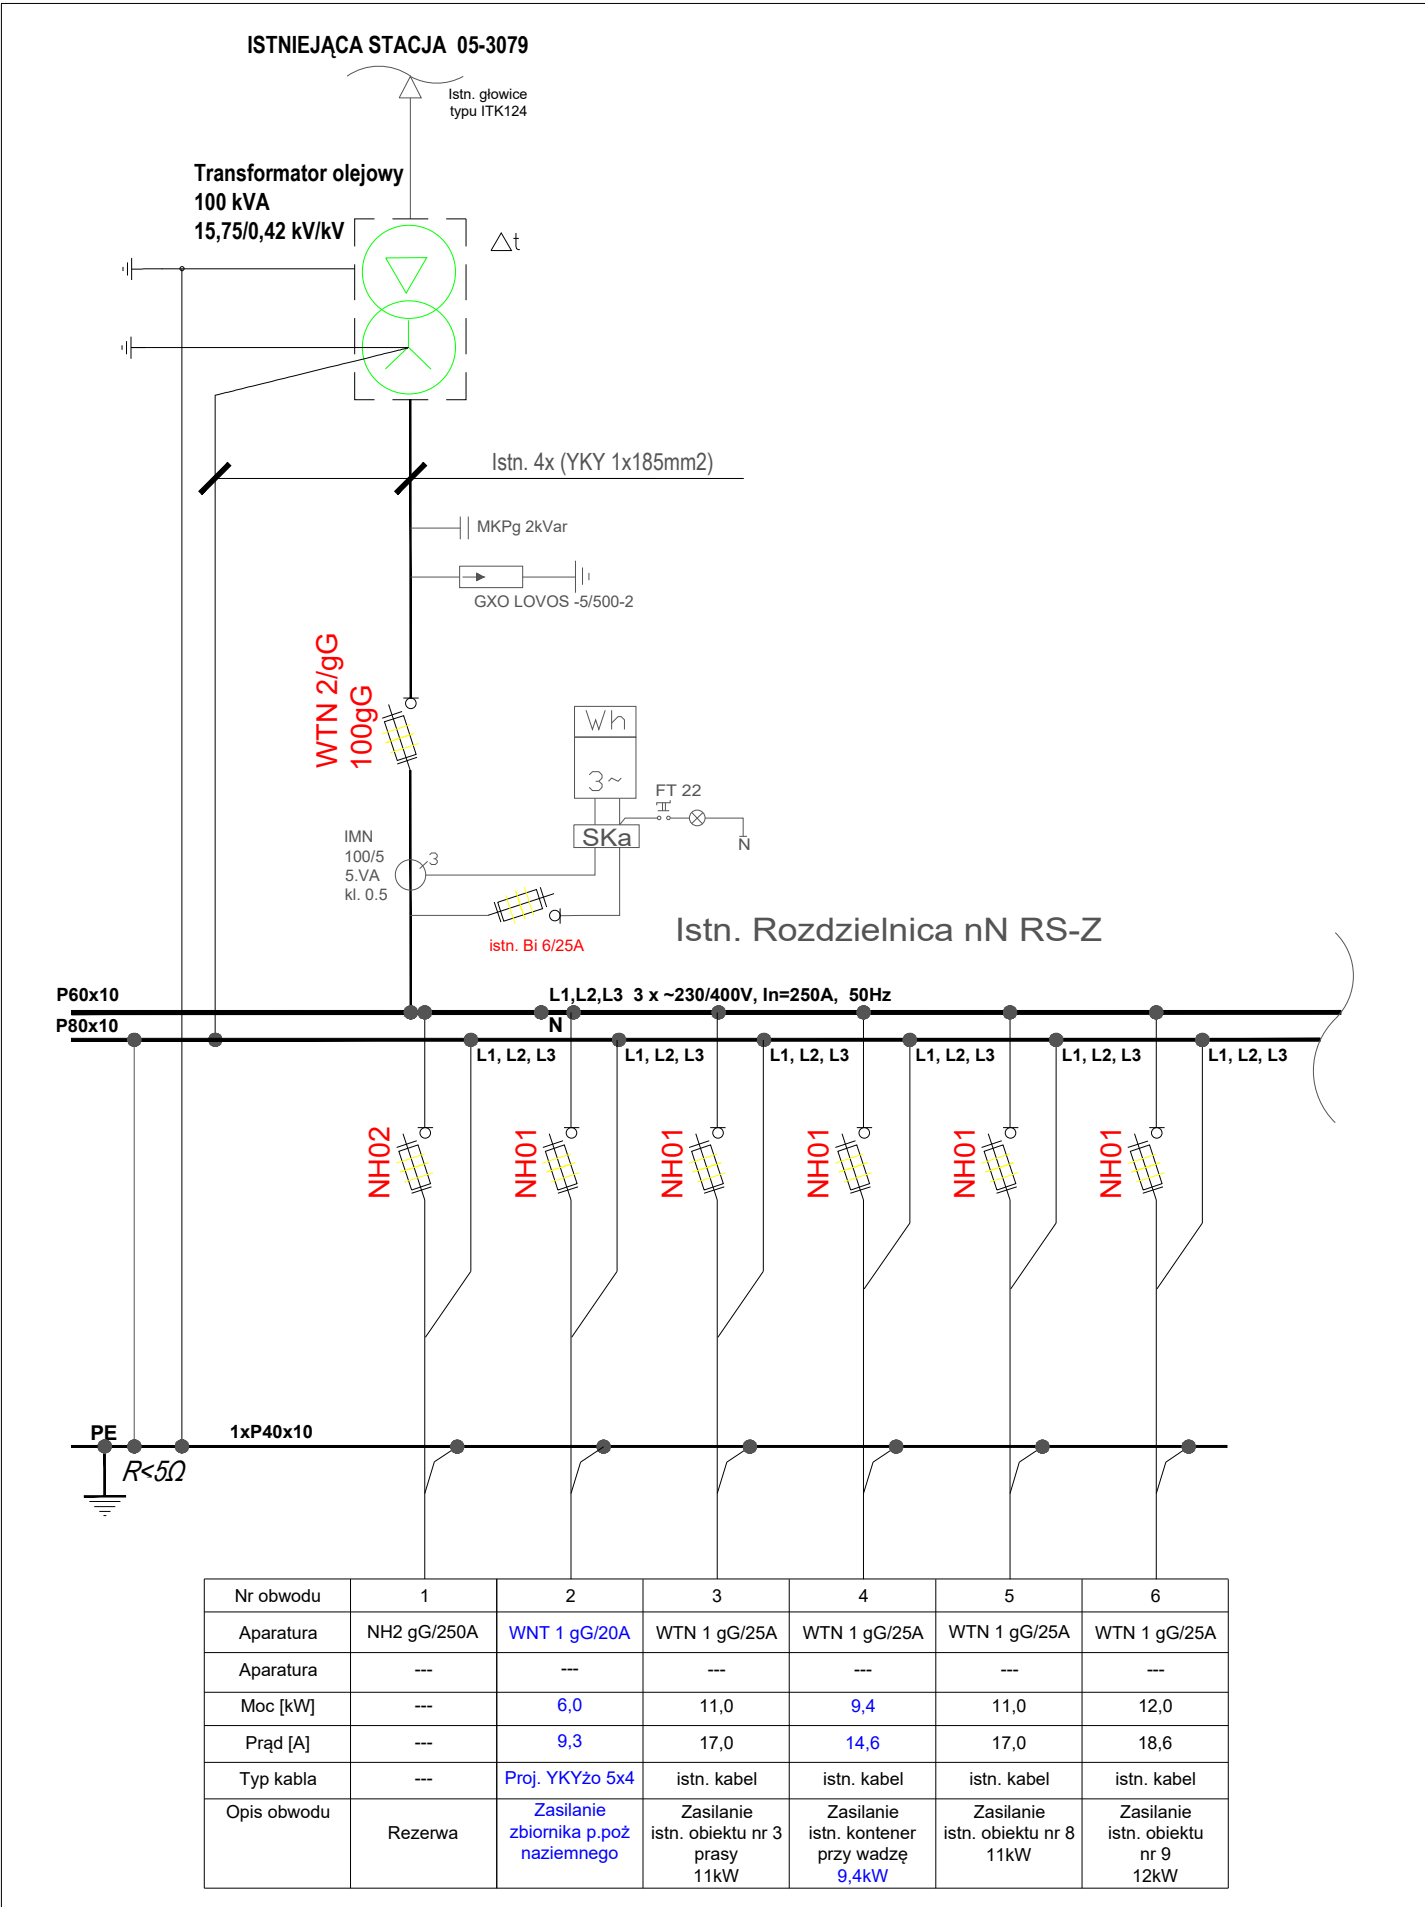 ISTNIEJĄCA STACJA 05-3079
Istn. głowice
typu ITK124
Transformator olejowy
100 kVA
15,75/0,42 kV/kV
△t
Istn. 4x (YKY 1x185mm2)
MKPg 2kVar
GXO LOVOS -5/500-2
WTN 2/gG
100gG
Wh
3~
FT 22
SKa
N
IMN
100/5
5.VA
kl. 0.5
3
istn. Bi 6/25A
Istn. Rozdzielnica nN RS-Z
P60x10
L1,L2,L3 3 x ~230/400V, In=250A, 50Hz
P80x10
N
L1, L2, L3
L1, L2, L3
L1, L2, L3
L1, L2, L3
L1, L2, L3
L1, L2, L3
NH02
NH01
NH01
NH01
NH01
NH01
PE
1xP40x10
R<5Ω
Nr obwodu 1 2 3 4 5 6
Aparatura NH2 gG/250A WNT 1 gG/20A WTN 1 gG/25A WTN 1 gG/25A WTN 1 gG/25A WTN 1 gG/25A
Aparatura --- --- --- --- --- ---
Moc [kW] --- 6,0 11,0 9,4 11,0 12,0
Prąd [A] --- 9,3 17,0 14,6 17,0 18,6
Typ kabla --- Proj. YKYżo 5x4 istn. kabel istn. kabel istn. kabel istn. kabel
Opis obwodu
Rezerwa
Zasilanie
zbiornika p.poż
naziemnego
Zasilanie
istn. obiektu nr 3
prasy
11kW
Zasilanie
istn. kontener
przy wadzę
9,4kW
Zasilanie
istn. obiektu nr 8
11kW
Zasilanie
istn. obiektu
nr 9
12kW